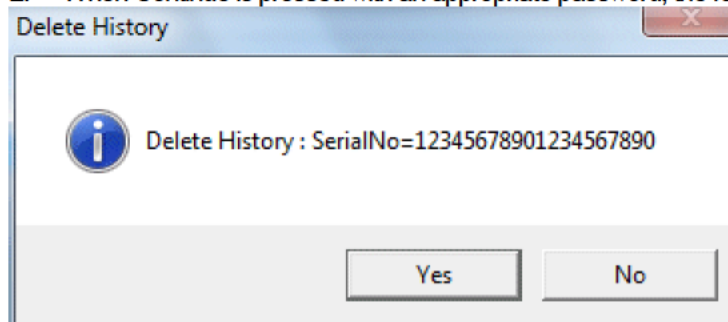 Delete History
Delete History : SerialNo=12345678901234567890
Yes
No